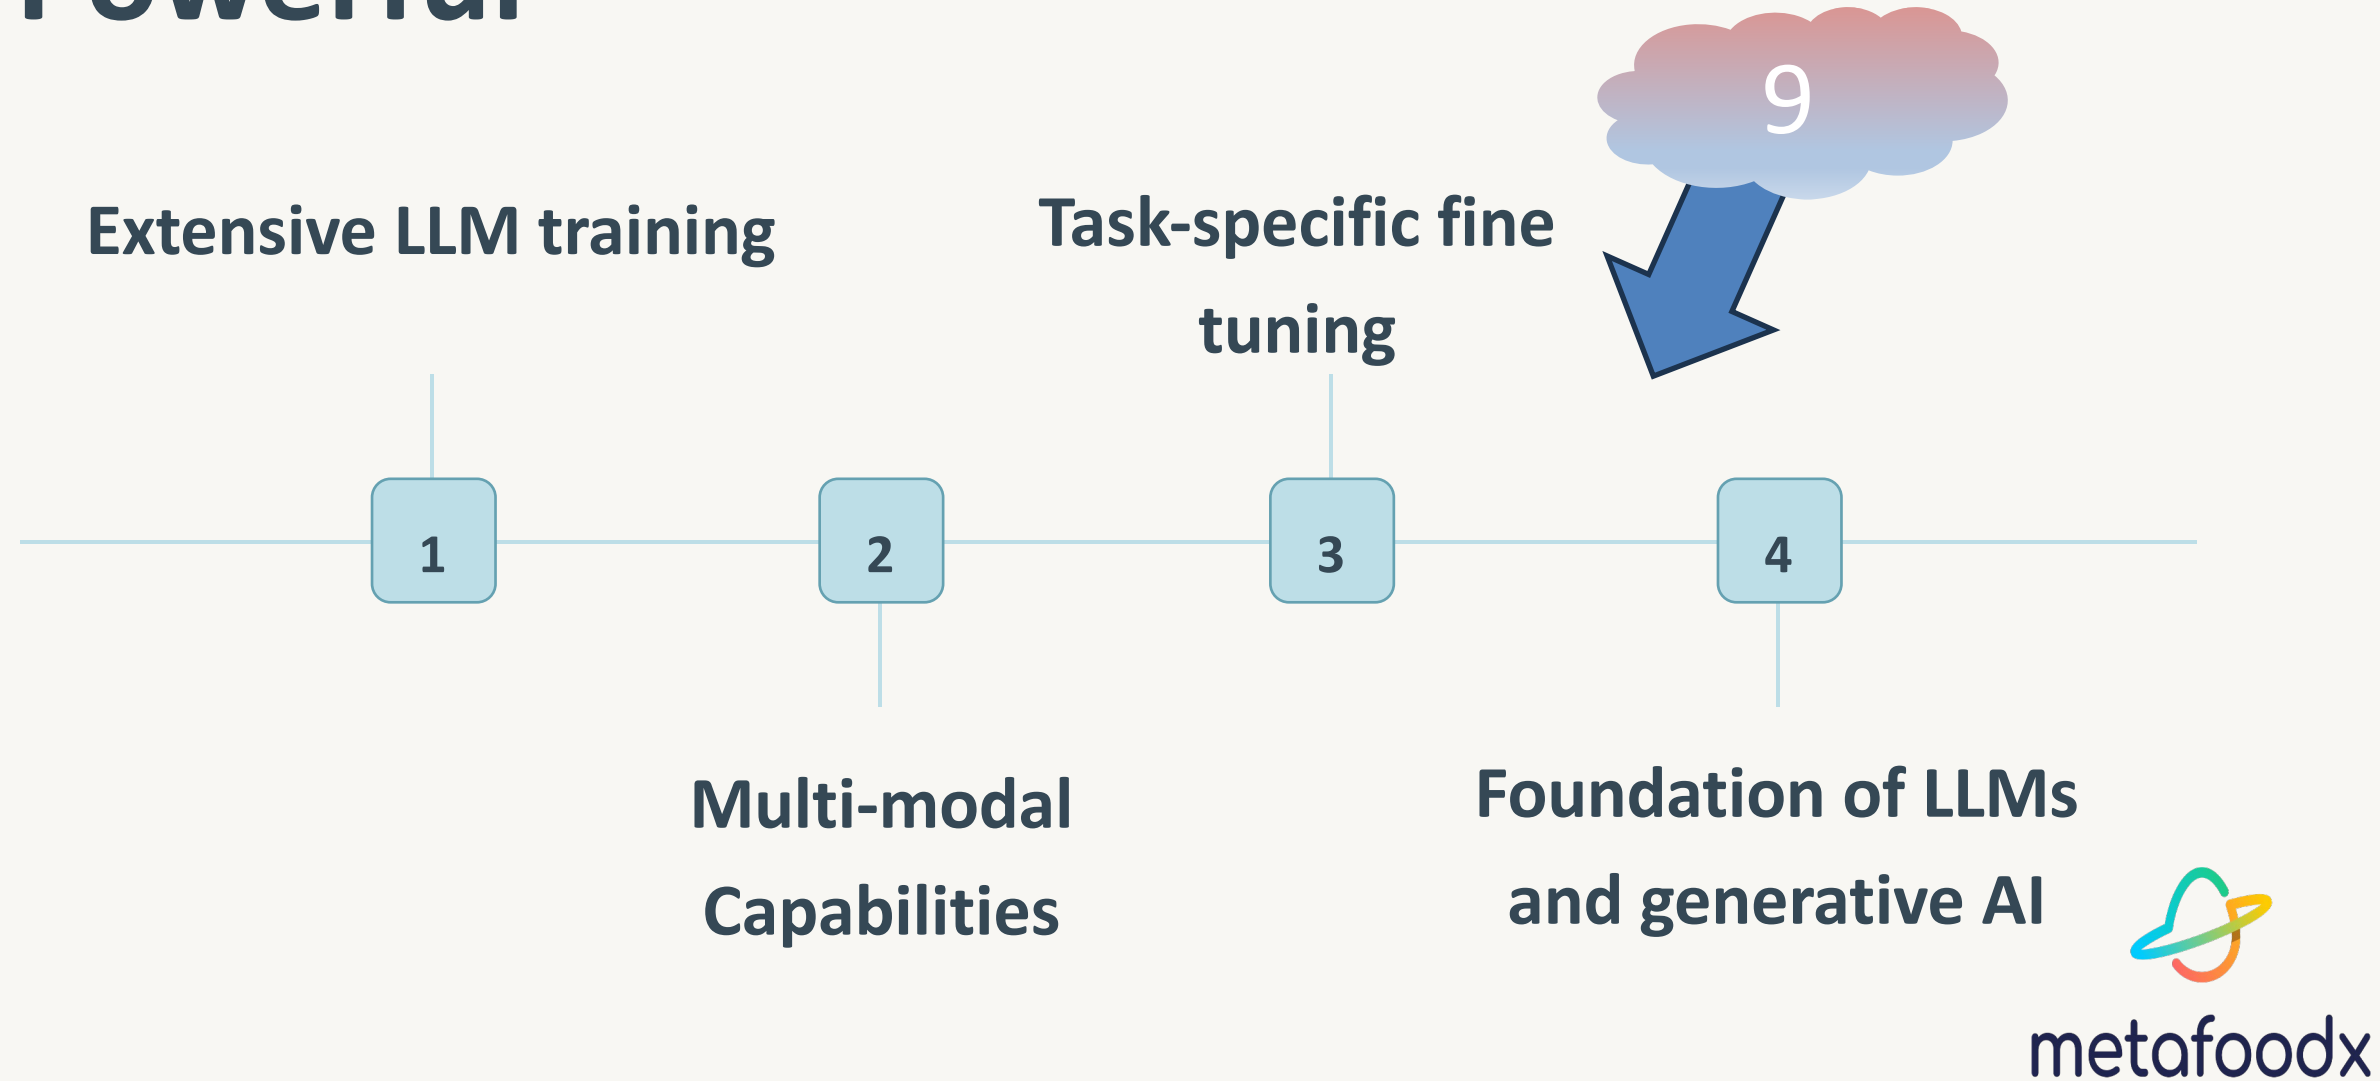 Powerful
9
Extensive LLM training
Task-specific fine
tuning
1
2
3
4
Multi-modal
Capabilities
Foundation of LLMs
and generative AI
metafoodx